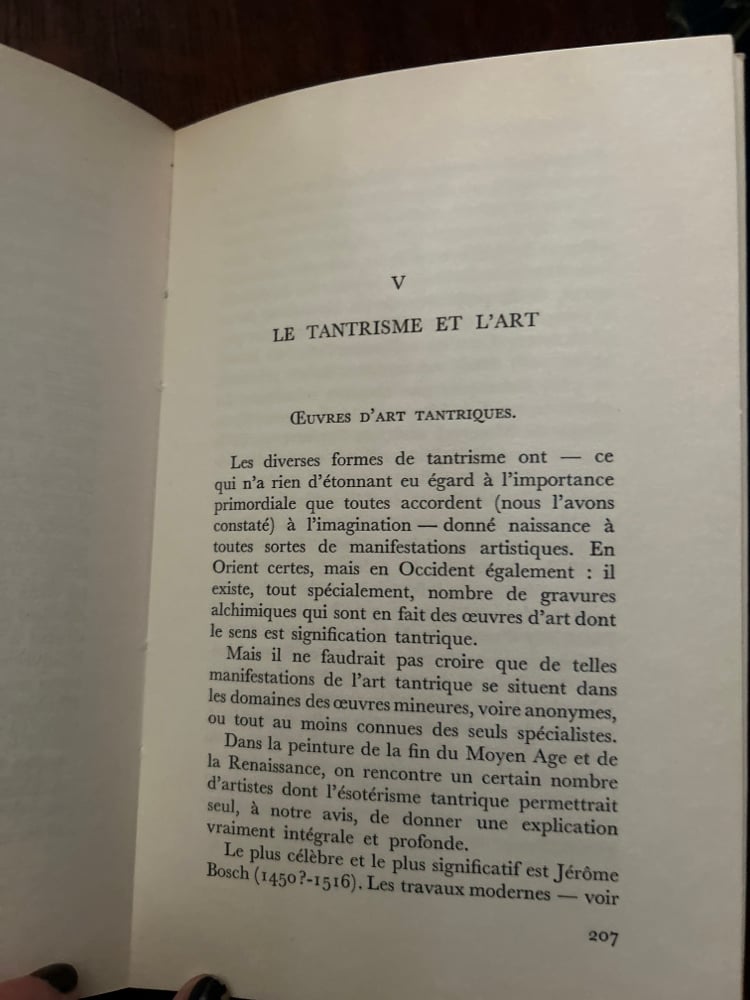 V
LE TANTRISME ET L'ART
ŒUVRES D'ART TANTRIQUES.
Les diverses formes de tantrisme ont — ce
qui n'a rien d'étonnant eu égard à l'importance
primordiale que toutes accordent (nous l'avons
constaté) à l'imagination — donné naissance à
toutes sortes de manifestations artistiques. En
Orient certes, mais en Occident également : il
existe, tout spécialement, nombre de gravures
alchimiques qui sont en fait des œuvres d'art dont
le sens est signification tantrique.
Mais il ne faudrait pas croire que de telles
manifestations de l'art tantrique se situent dans
les domaines des œuvres mineures, voire anonymes,
ou tout au moins connues des seuls spécialistes.
Dans la peinture de la fin du Moyen Age et de
la Renaissance, on rencontre un certain nombre
d'artistes dont l'ésotérisme tantrique permettrait
seul, à notre avis, de donner une explication
vraiment intégrale et profonde.
Le plus célèbre et le plus significatif est Jérôme
Bosch (1450?-1516). Les travaux modernes — voir
207